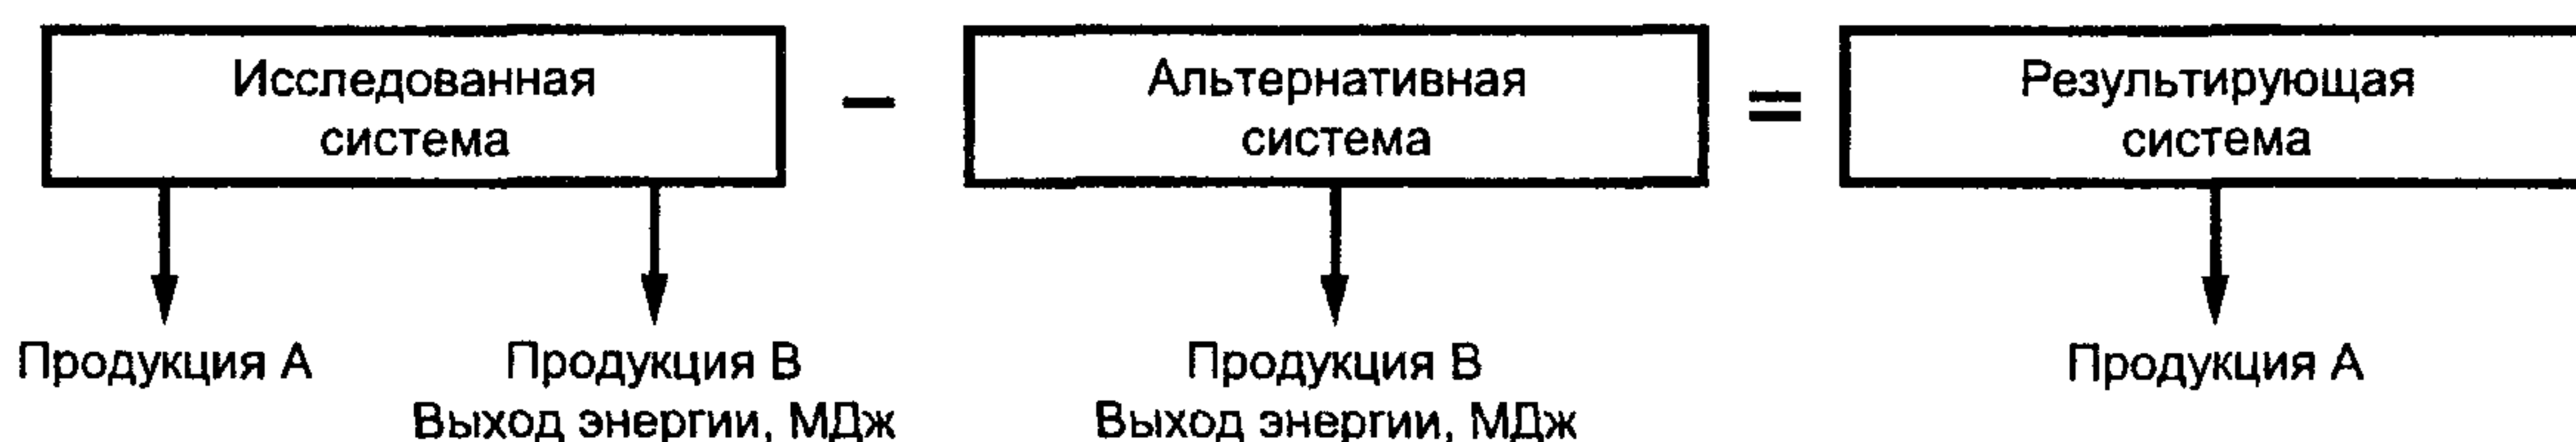 Исследованная
система
–
Альтернативная
система
=
Результирующая
система
Продукция А
Продукция В
Выход энергии, МДж
Продукция В
Выход энергии, МДж
Продукция А